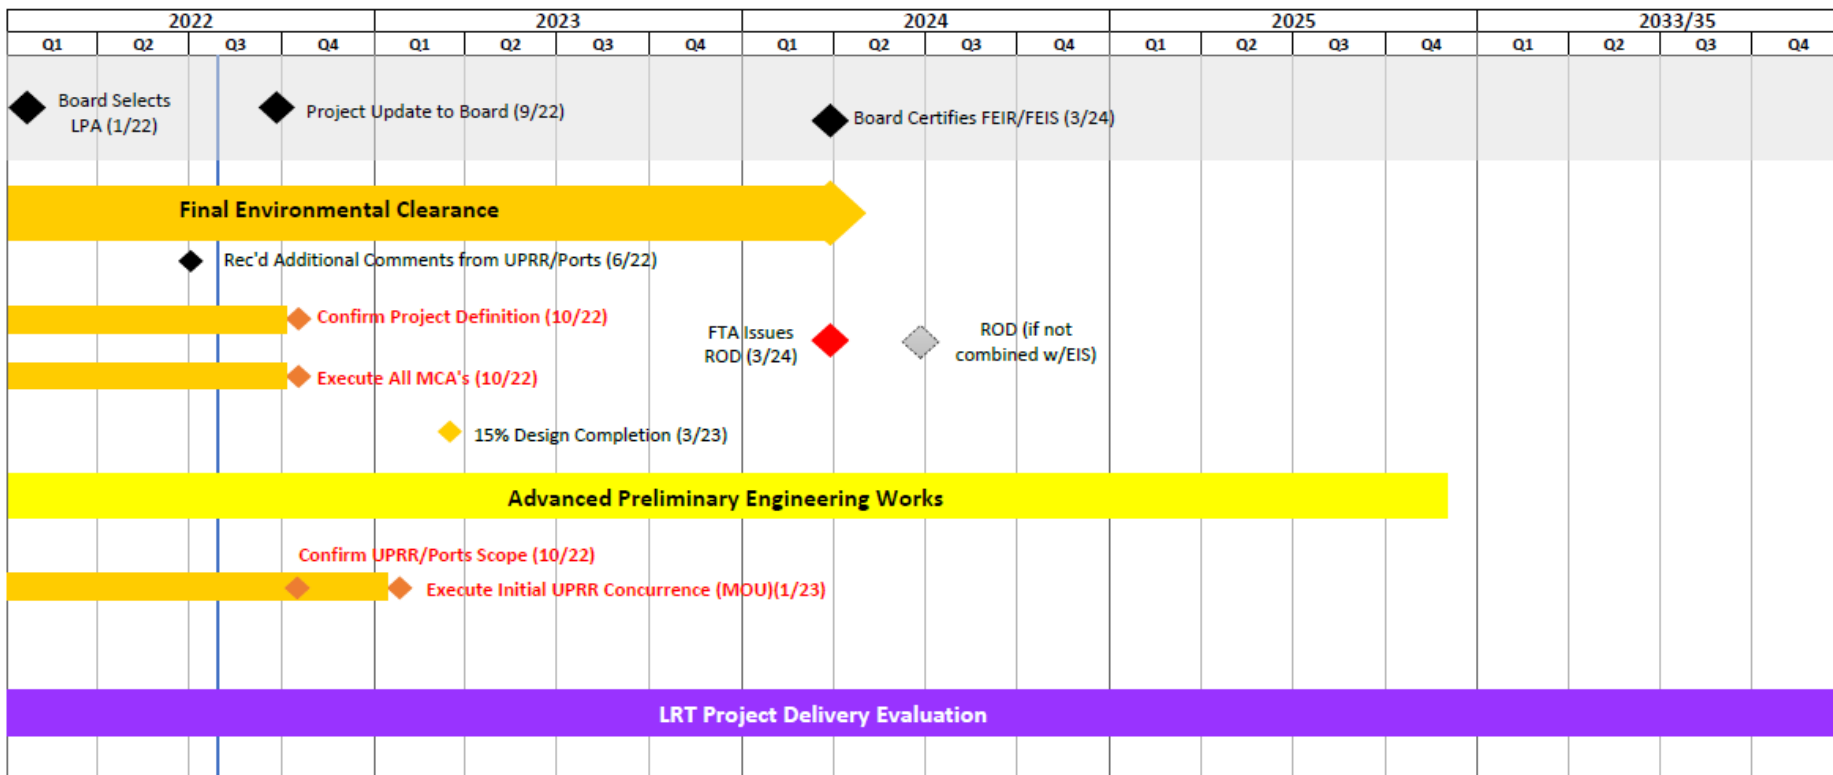 2022 2023 2024 2025 2033/35
Q1 Q2 Q3 Q4 Q1 Q2 Q3 Q4 Q1 Q2 Q3 Q4 Q1 Q2 Q3 Q4 Q1 Q2 Q3 Q4
Board Selects
LPA (1/22)
Project Update to Board (9/22)
Board Certifies FEIR/FEIS (3/24)
Final Environmental Clearance
Rec'd Additional Comments from UPRR/Ports (6/22)
Confirm Project Definition (10/22)
FTA Issues
ROD (3/24)
ROD (if not
combined w/EIS)
Execute All MCA's (10/22)
15% Design Completion (3/23)
Advanced Preliminary Engineering Works
Confirm UPRR/Ports Scope (10/22)
Execute Initial UPRR Concurrence (MOU)(1/23)
LRT Project Delivery Evaluation